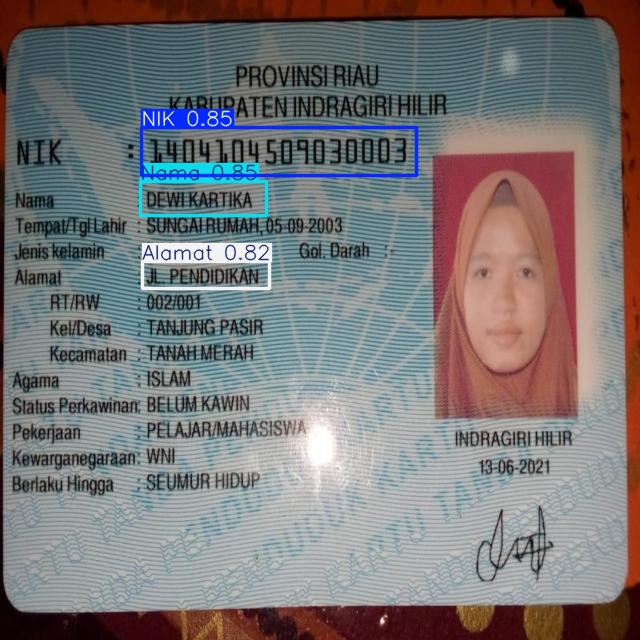 PROVINSI RIAU
KABUPATEN INDRAGIRI HILIR
NIK 0.85
NIK : 1404104509030003
Nama 0.85
Nama DEWI KARTIKA
Tempat/Tgl Lahir : SUNGAI RUMAH, 05-09-2003
Jenis kelamin Gol. Darah :-
Alamat 0.82
Alamat JL. PENDIDIKAN
RT/RW : 002/001
Kel/Desa : TANJUNG PASIR
Kecamatan : TANAH MERAH
Agama : ISLAM
Status Perkawinan: BELUM KAWIN
Pekerjaan : PELAJAR/MAHASISWA
Kewarganegaraan: WNI
Berlaku Hingga : SEUMUR HIDUP
INDRAGIRI HILIR
13-06-2021